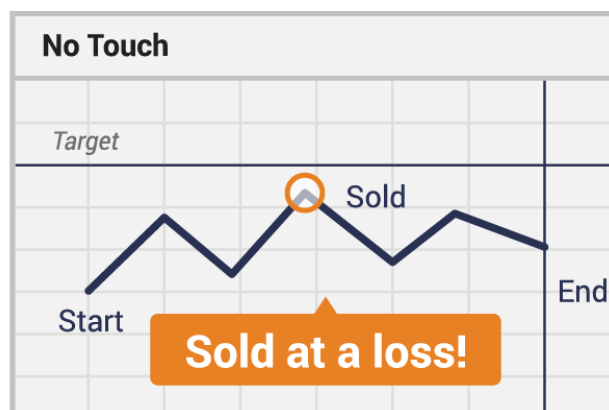 No Touch
Target
Sold
End
Start
Sold at a loss!